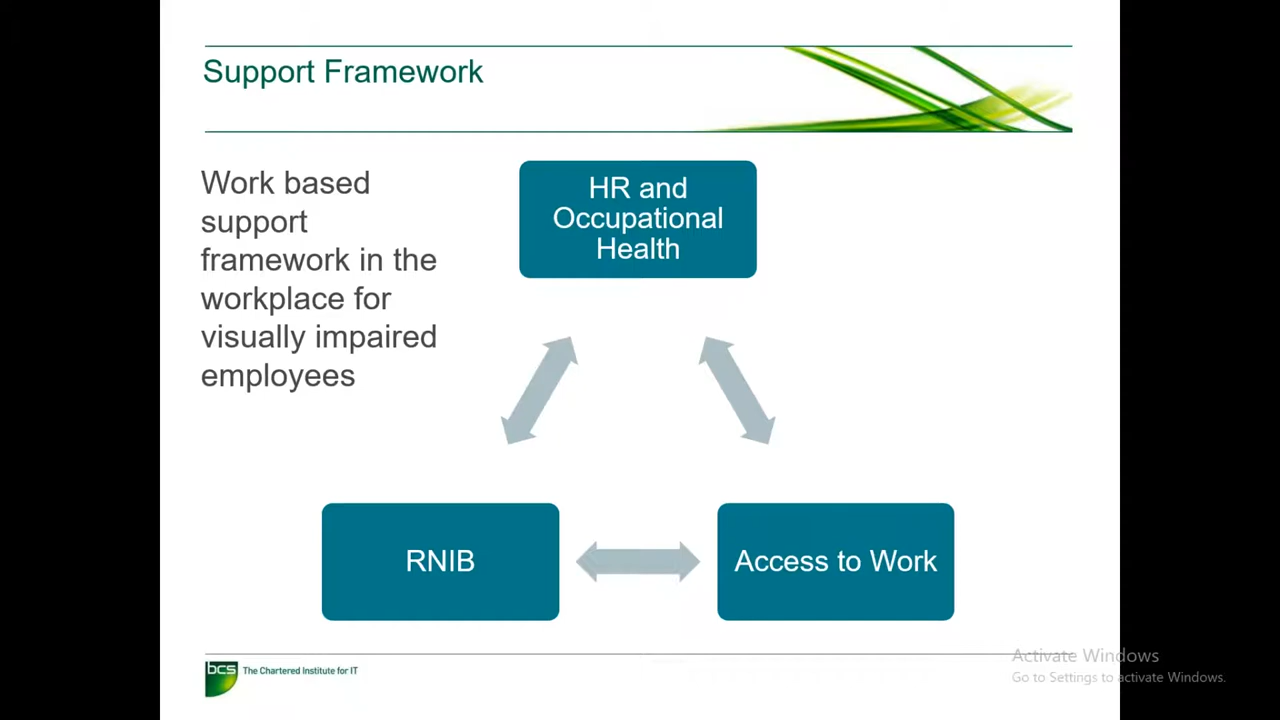 Support Framework
Work based
support
framework in the
workplace for
visually impaired
employees
HR and
Occupational
Health
RNIB
Access to Work
bcs
The Chartered Institute for IT
Activate Windows
Go to Settings to activate Windows.